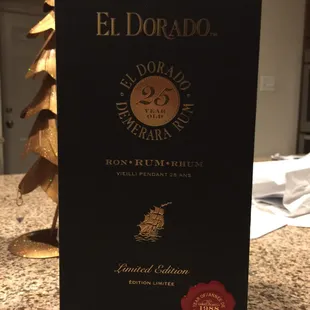 EL DORADO
EL DORADO
25
YEAR
OLD
DEMERARA RUM
RON • RUM • RHUM
VIEILLI PENDANT 25 ANS
Limited Edition
ÉDITION LIMITÉE
1988